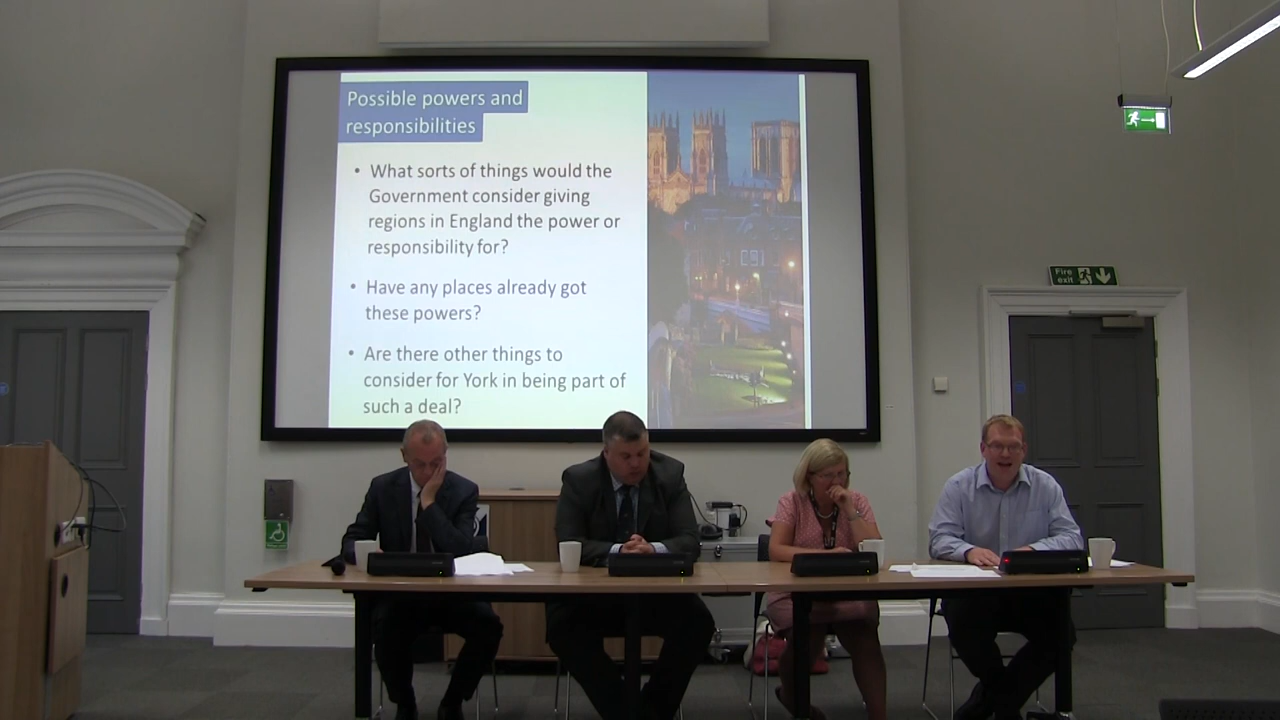 Possible powers and
responsibilities
• What sorts of things would the
Government consider giving
regions in England the power or
responsibility for?
• Have any places already got
these powers?
• Are there other things to
consider for York in being part of
such a deal?
Fire
exit